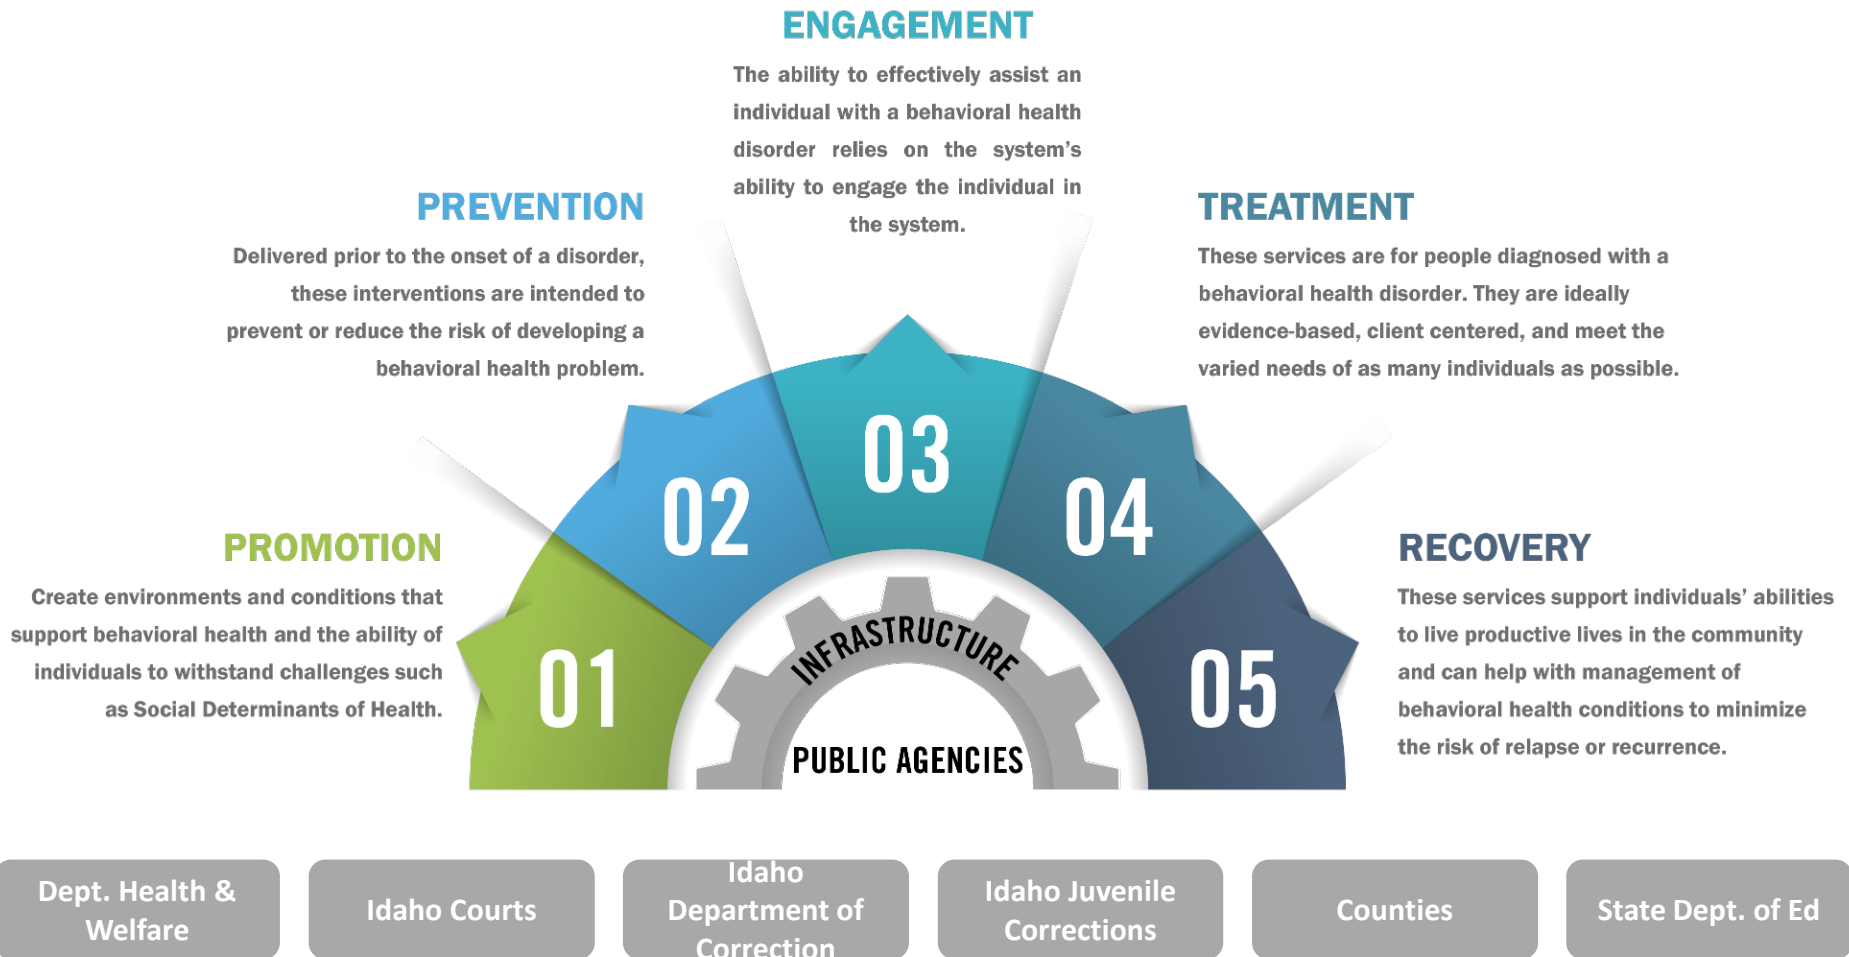 ENGAGEMENT
The ability to effectively assist an
individual with a behavioral health
disorder relies on the system's
ability to engage the individual in
the system.
PREVENTION
Delivered prior to the onset of a disorder,
these interventions are intended to
prevent or reduce the risk of developing a
behavioral health problem.
TREATMENT
These services are for people diagnosed with a
behavioral health disorder. They are ideally
evidence-based, client centered, and meet the
varied needs of as many individuals as possible.
PROMOTION
Create environments and conditions that
support behavioral health and the ability of
individuals to withstand challenges such
as Social Determinants of Health.
RECOVERY
These services support individuals' abilities
to live productive lives in the community
and can help with management of
behavioral health conditions to minimize
the risk of relapse or recurrence.
01
02
03
04
05
INFRASTRUCTURE
PUBLIC AGENCIES
Dept. Health &
Welfare
Idaho Courts
Idaho
Department of
Correction
Idaho Juvenile
Corrections
Counties
State Dept. of Ed